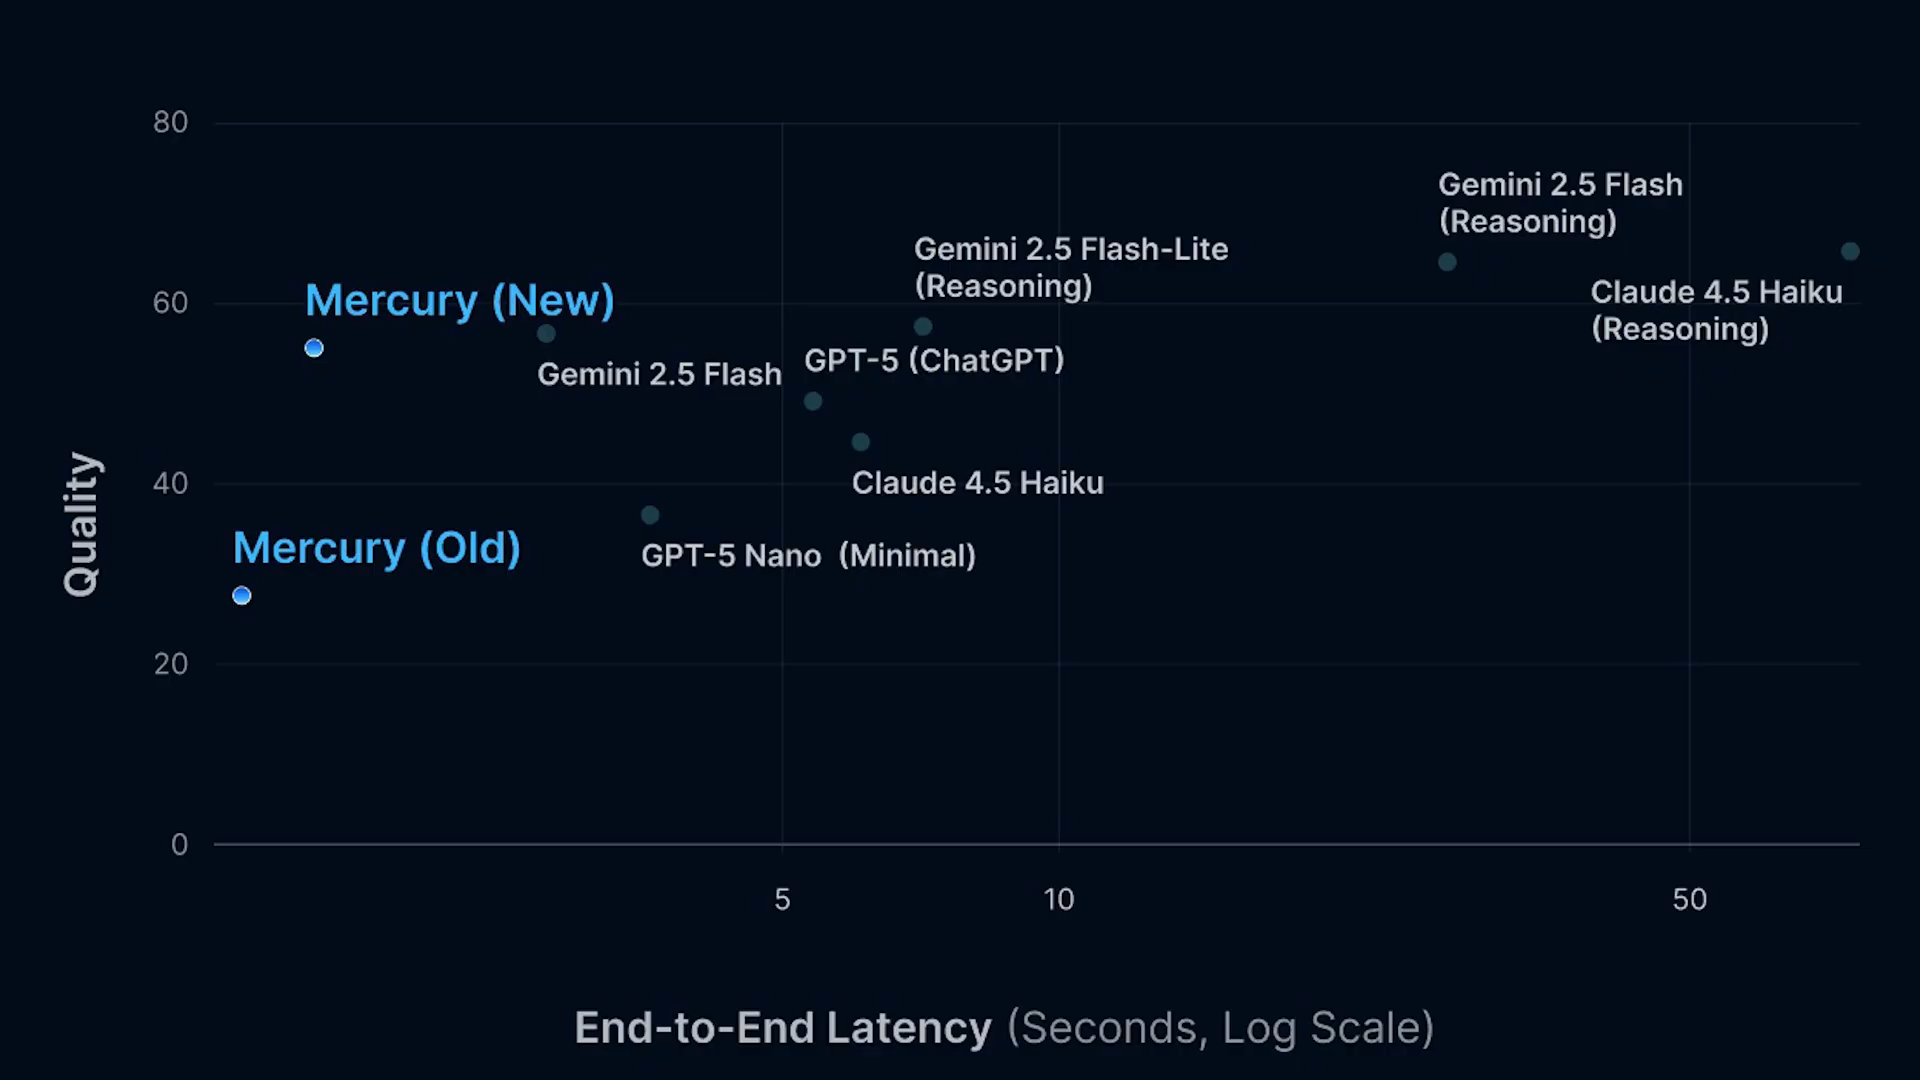 80
Gemini 2.5 Flash
(Reasoning)
Gemini 2.5 Flash-Lite
(Reasoning)
Claude 4.5 Haiku
(Reasoning)
60
Mercury (New)
Gemini 2.5 Flash
GPT-5 (ChatGPT)
40
Claude 4.5 Haiku
Quality
Mercury (Old)
GPT-5 Nano (Minimal)
20
0
5
10
50
End-to-End Latency (Seconds, Log Scale)